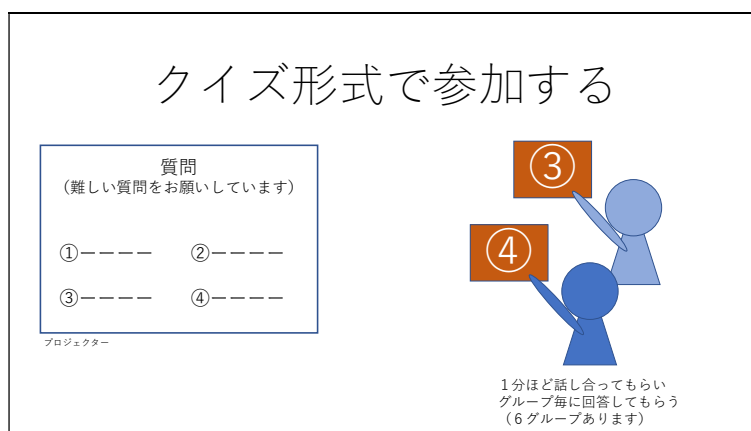 クイズ形式で参加する
質問
（難しい質問をお願いしています）
①ーーーー ②ーーーー
③ーーーー ④ーーーー
プロジェクター
③
④
１分ほど話し合ってもらい
グループ毎に回答してもらう
（６グループあります）